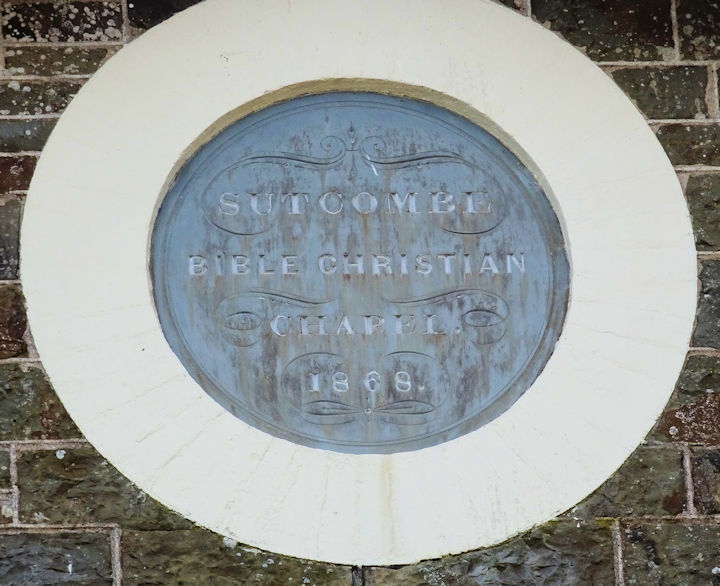 SUTCOMBE
BIBLE CHRISTIAN
CHAPEL.
1868.